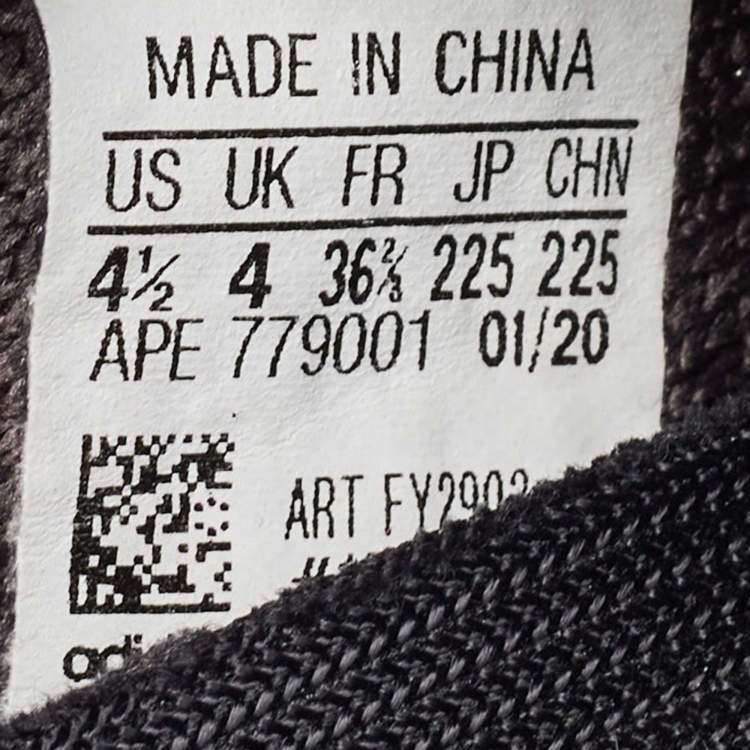 MADE IN CHINA
US UK FR JP CHN
4½ 4 36⅔ 225 225
APE 779001 01/20
ART
adi